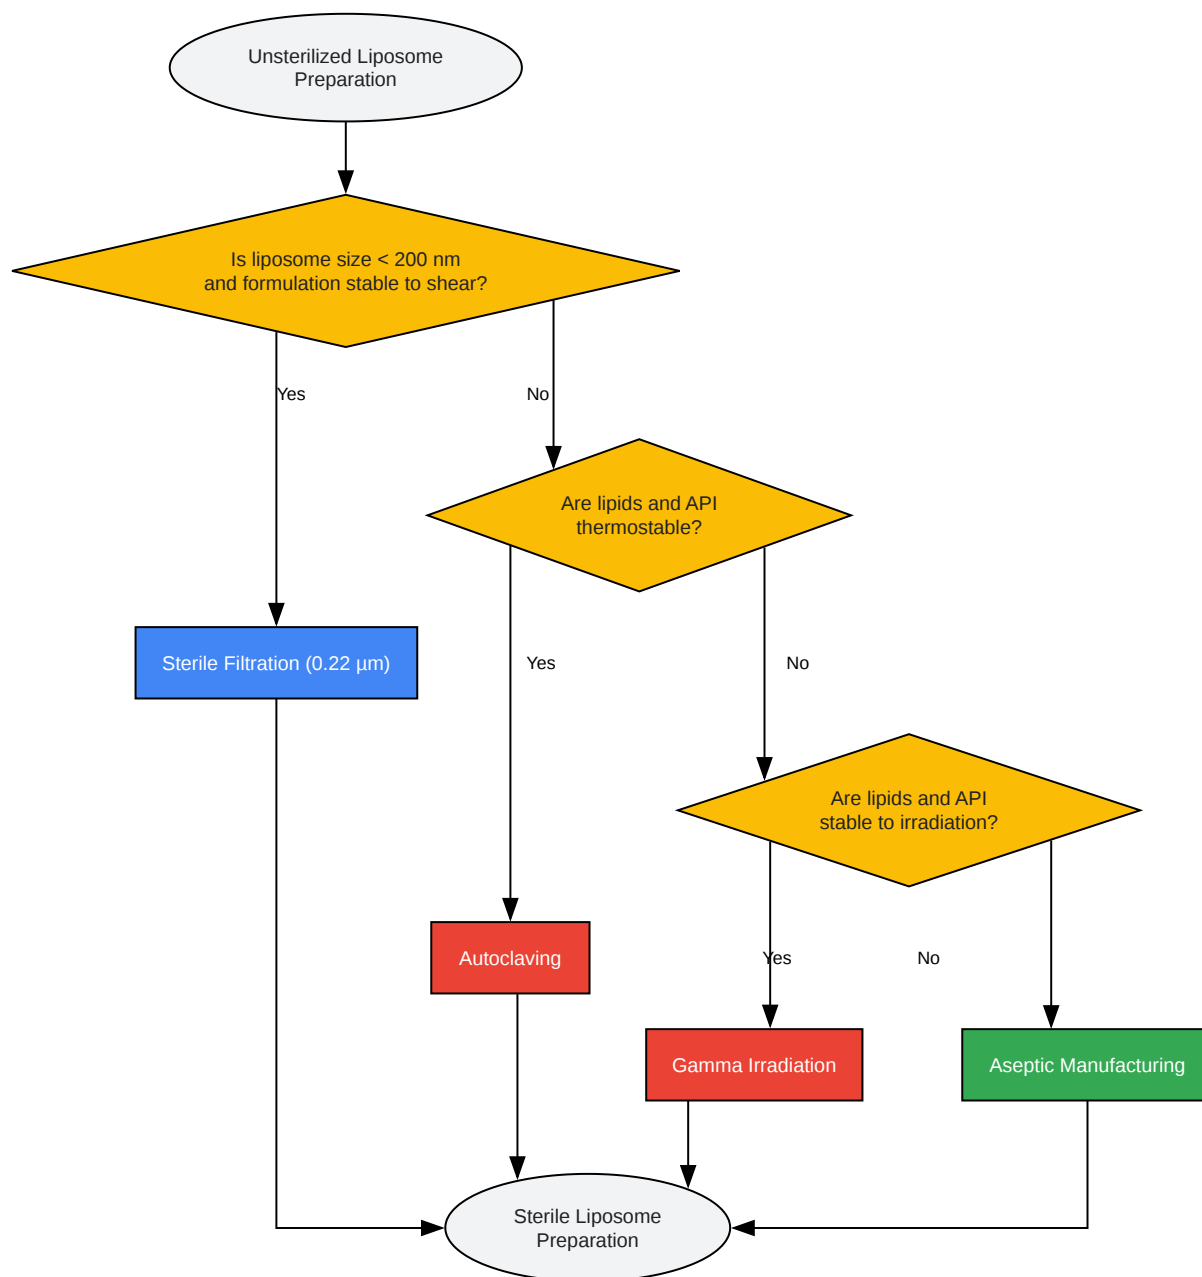 Unsterilized Liposome
Preparation
Is liposome size < 200 nm
and formulation stable to shear?
Yes
No
Are lipids and API
thermostable?
Sterile Filtration (0.22 µm)
Yes
No
Are lipids and API
stable to irradiation?
Autoclaving
Yes
No
Gamma Irradiation
Aseptic Manufacturing
Sterile Liposome
Preparation